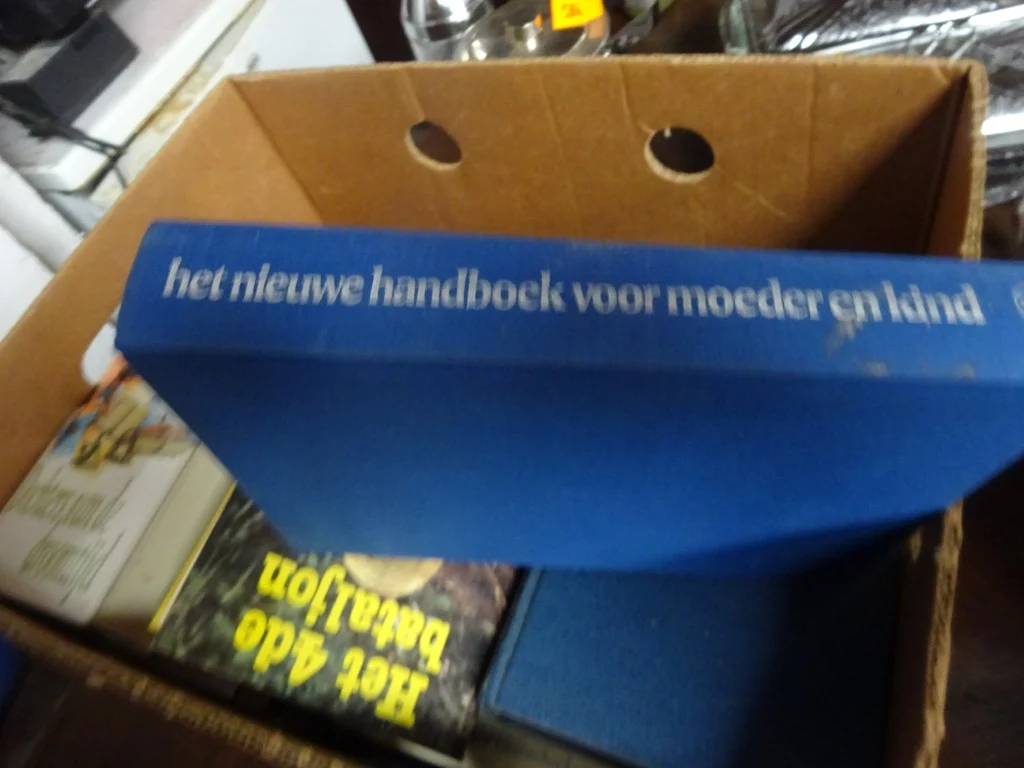 het nieuwe handboek voor moeder en kind
Het 4de
bataljon